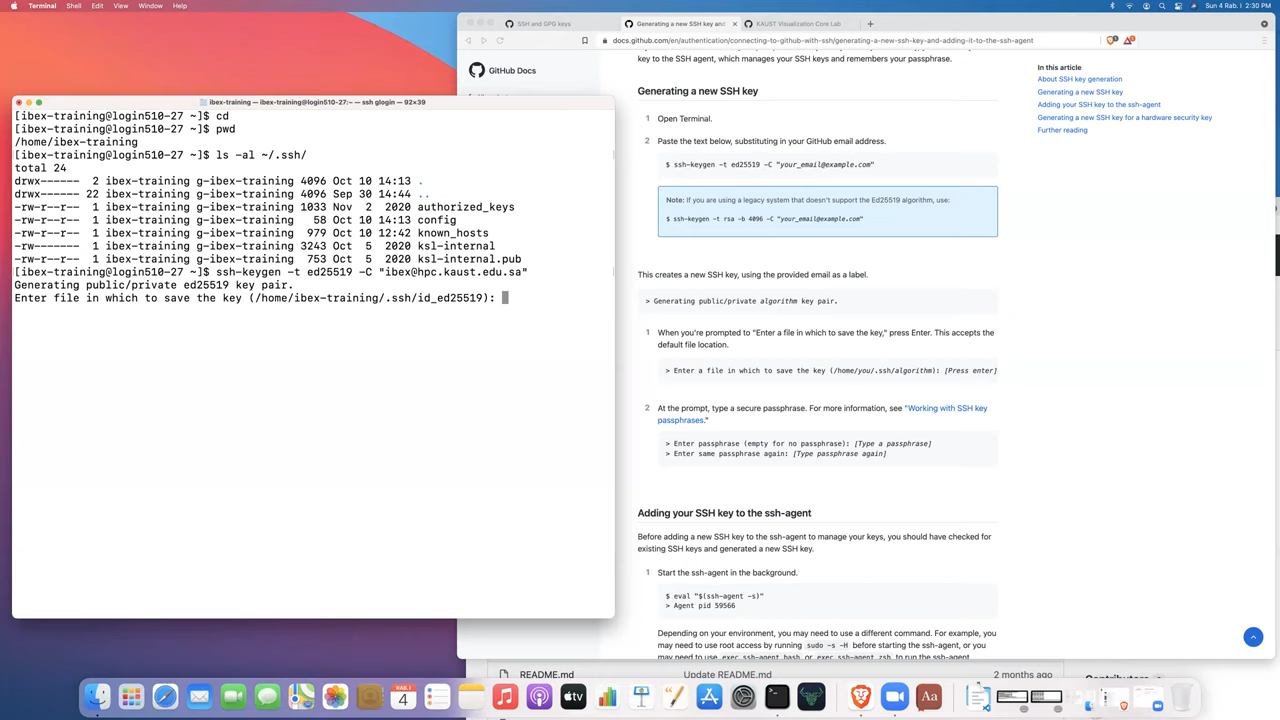 Terminal Shell Edit View Window Help
Sun 4 Rab. I 2:30 PM
SSH and GPG keys
Generating a new SSH key and
KAUST Visualization Core Lab
docs.github.com/en/authentication/connecting-to-github-with-ssh/generating-a-new-ssh-key-and-adding-it-to-the-ssh-agent
GitHub Docs
ibex-training — ibex-training@login510-27:~ — ssh glogin — 92×39
[ibex-training@login510-27 ~]$ cd
[ibex-training@login510-27 ~]$ pwd
/home/ibex-training
[ibex-training@login510-27 ~]$ ls -al ~/.ssh/
total 24
drwx------ 2 ibex-training g-ibex-training 4096 Oct 10 14:13 .
drwx------ 22 ibex-training g-ibex-training 4096 Sep 30 14:44 ..
-rw-r--r-- 1 ibex-training g-ibex-training 1033 Nov 2 2020 authorized_keys
-rw-r--r-- 1 ibex-training g-ibex-training 58 Oct 10 14:13 config
-rw-r--r-- 1 ibex-training g-ibex-training 979 Oct 10 12:42 known_hosts
-rw------- 1 ibex-training g-ibex-training 3243 Oct 5 2020 ksl-internal
-rw-r--r-- 1 ibex-training g-ibex-training 753 Oct 5 2020 ksl-internal.pub
[ibex-training@login510-27 ~]$ ssh-keygen -t ed25519 -C "ibex@hpc.kaust.edu.sa"
Generating public/private ed25519 key pair.
Enter file in which to save the key (/home/ibex-training/.ssh/id_ed25519):
key to the SSH agent, which manages your SSH keys and remembers your passphrase.
Generating a new SSH key
1 Open Terminal.
2 Paste the text below, substituting in your GitHub email address.
$ ssh-keygen -t ed25519 -C "your_email@example.com"
Note: If you are using a legacy system that doesn't support the Ed25519 algorithm, use:
$ ssh-keygen -t rsa -b 4096 -C "your_email@example.com"
This creates a new SSH key, using the provided email as a label.
> Generating public/private algorithm key pair.
1 When you're prompted to "Enter a file in which to save the key," press Enter. This accepts the
default file location.
> Enter a file in which to save the key (/home/you/.ssh/algorithm): [Press enter]
2 At the prompt, type a secure passphrase. For more information, see "Working with SSH key
passphrases."
> Enter passphrase (empty for no passphrase): [Type a passphrase]
> Enter same passphrase again: [Type passphrase again]
Adding your SSH key to the ssh-agent
Before adding a new SSH key to the ssh-agent to manage your keys, you should have checked for
existing SSH keys and generated a new SSH key.
1 Start the ssh-agent in the background.
$ eval "$(ssh-agent -s)"
> Agent pid 59566
Depending on your environment, you may need to use a different command. For example, you
may need to use root access by running sudo -s -H before starting the ssh-agent, or you
may need to use exec ssh-agent bash or exec ssh-agent zsh to run the ssh-agent.
In this article
About SSH key generation
Generating a new SSH key
Adding your SSH key to the ssh-agent
Generating a new SSH key for a hardware security key
Further reading
README.md
Update README.md
2 months ago
RAB. I
4
Aa